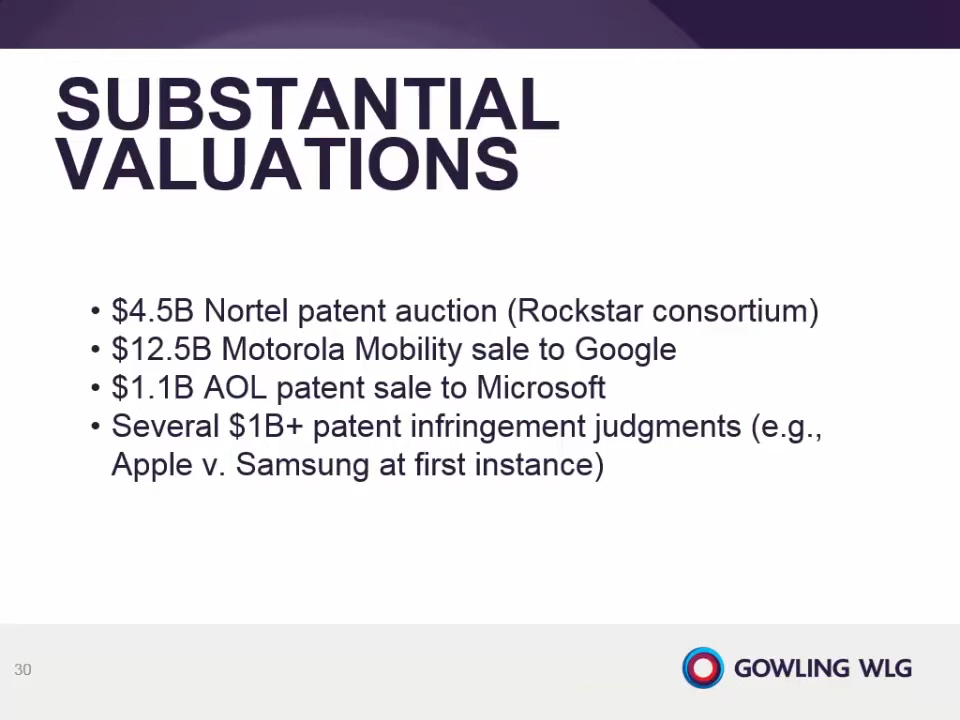 SUBSTANTIAL
VALUATIONS
• $4.5B Nortel patent auction (Rockstar consortium)
• $12.5B Motorola Mobility sale to Google
• $1.1B AOL patent sale to Microsoft
• Several $1B+ patent infringement judgments (e.g.,
Apple v. Samsung at first instance)
30
GOWLING WLG